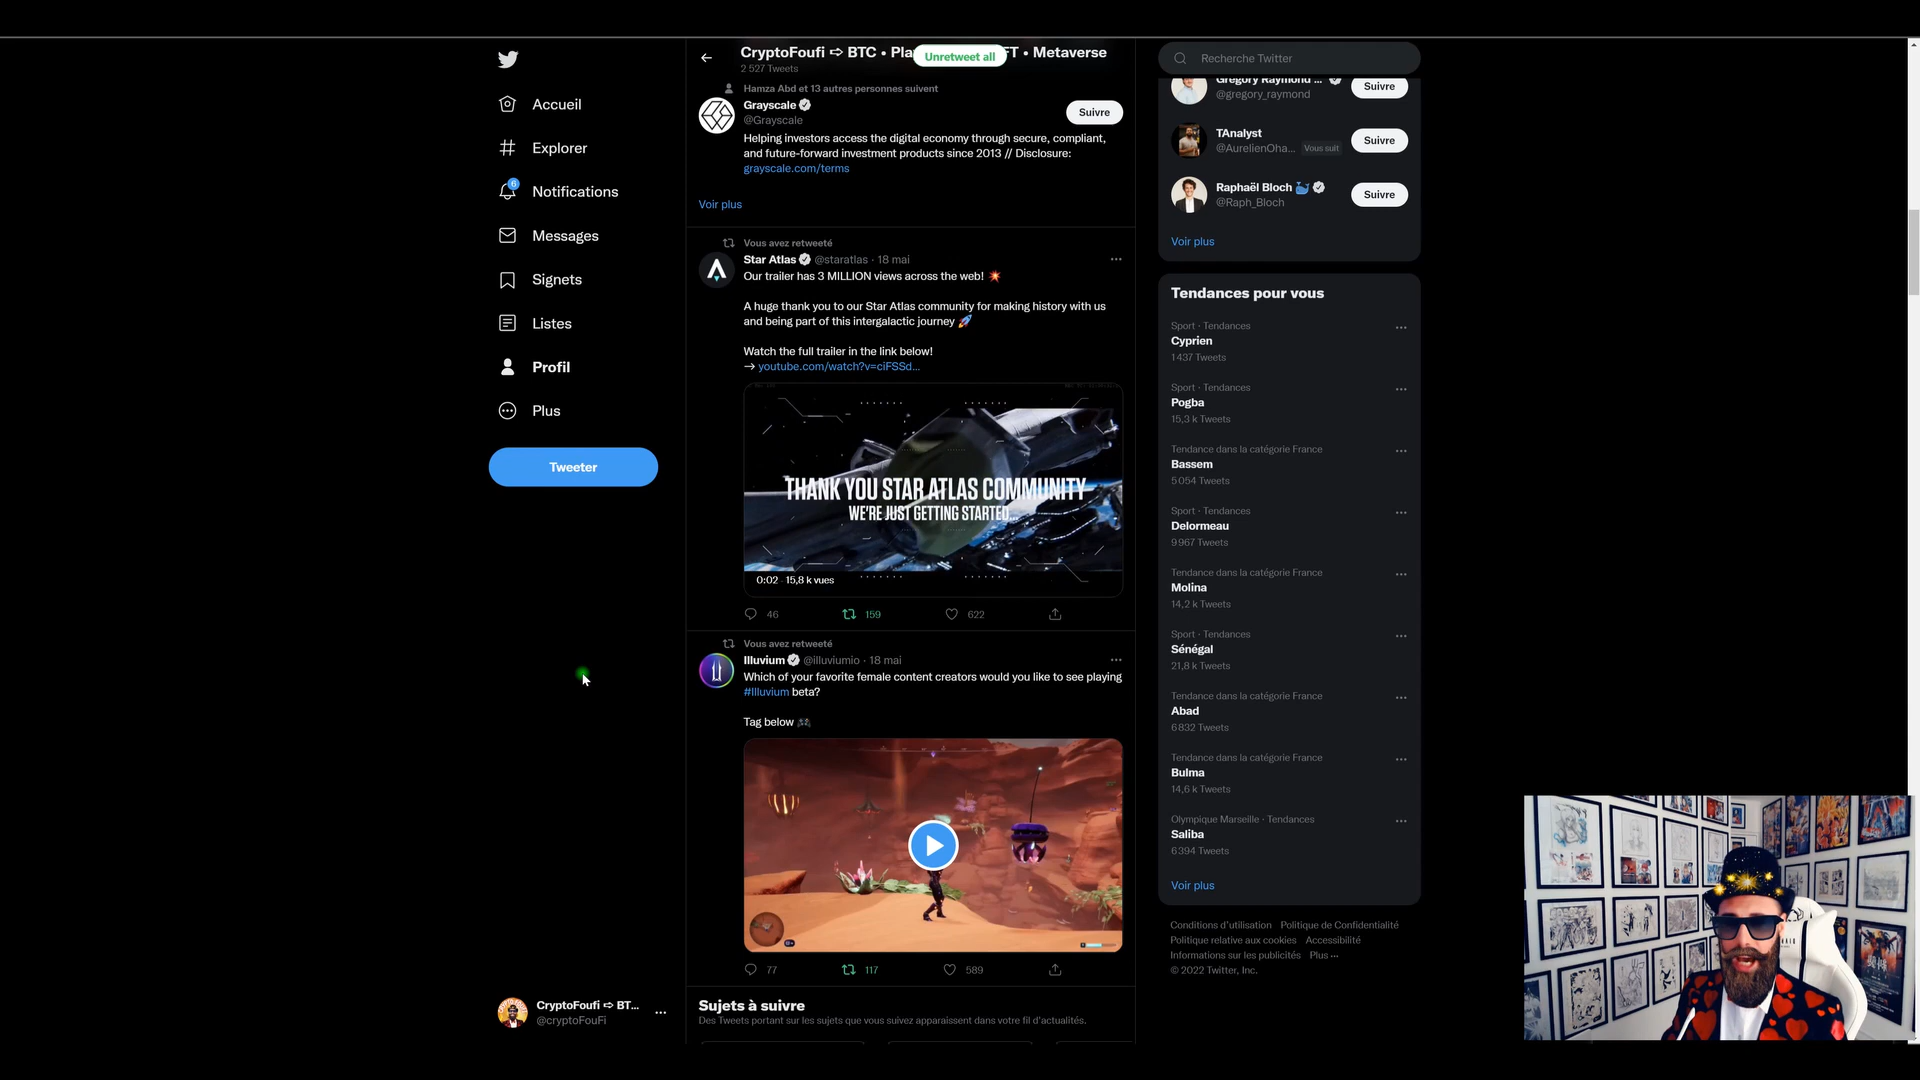 CryptoFoufi ➪ BTC • Pla
FT • Metaverse
Unretweet all
2 527 Tweets
Accueil
Explorer
6
Notifications
Messages
Signets
Listes
Profil
Plus
Tweeter
CryptoFoufi ➪ BT...
@cryptoFouFi
Hamza Abd et 13 autres personnes suivent
Grayscale
@Grayscale
Suivre
Helping investors access the digital economy through secure, compliant,
and future-forward investment products since 2013 // Disclosure:
grayscale.com/terms
Voir plus
Vous avez retweeté
Star Atlas @staratlas · 18 mai
Our trailer has 3 MILLION views across the web! 💥
A huge thank you to our Star Atlas community for making history with us
and being part of this intergalactic journey 🚀
Watch the full trailer in the link below!
→ youtube.com/watch?v=ciFSSd...
THANK YOU STAR ATLAS COMMUNITY
WE'RE JUST GETTING STARTED...
0:02 · 15,8 k vues
46
159
622
Vous avez retweeté
Illuvium @illuviumio · 18 mai
Which of your favorite female content creators would you like to see playing
#Illuvium beta?
Tag below 🎮
77
117
589
Sujets à suivre
Des Tweets portant sur les sujets que vous suivez apparaissent dans votre fil d'actualités.
Recherche Twitter
Gregory Raymond ...
@gregory_raymond
Suivre
TAnalyst
@AurelienOha... Vous suit
Suivre
Raphaël Bloch 🐳
@Raph_Bloch
Suivre
Voir plus
Tendances pour vous
Sport · Tendances
Cyprien
1 437 Tweets
Sport · Tendances
Pogba
15,3 k Tweets
Tendance dans la catégorie France
Bassem
5 054 Tweets
Sport · Tendances
Delormeau
9 967 Tweets
Tendance dans la catégorie France
Molina
14,2 k Tweets
Sport · Tendances
Sénégal
21,8 k Tweets
Tendance dans la catégorie France
Abad
6 832 Tweets
Tendance dans la catégorie France
Bulma
14,6 k Tweets
Olympique Marseille · Tendances
Saliba
6 394 Tweets
Voir plus
Conditions d'utilisation Politique de Confidentialité
Politique relative aux cookies Accessibilité
Informations sur les publicités Plus ...
© 2022 Twitter, Inc.